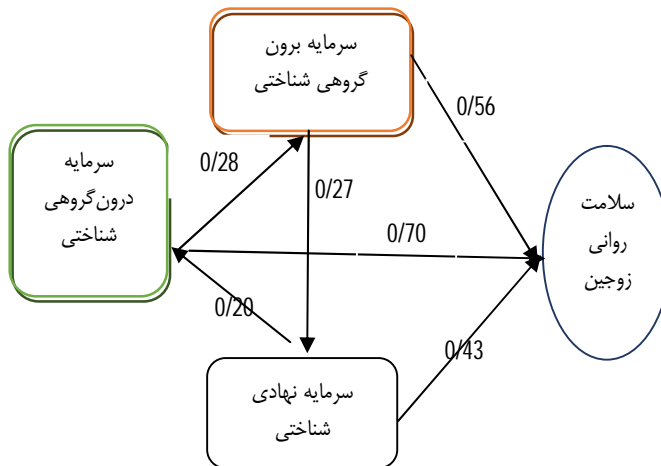 سرمایه برون
گروهی شناختی
0/56
سرمایه
درون‌گروهی
شناختی
0/28
0/27
سلامت
روانی
زوجین
0/70
0/20
0/43
سرمایه نهادی
شناختی